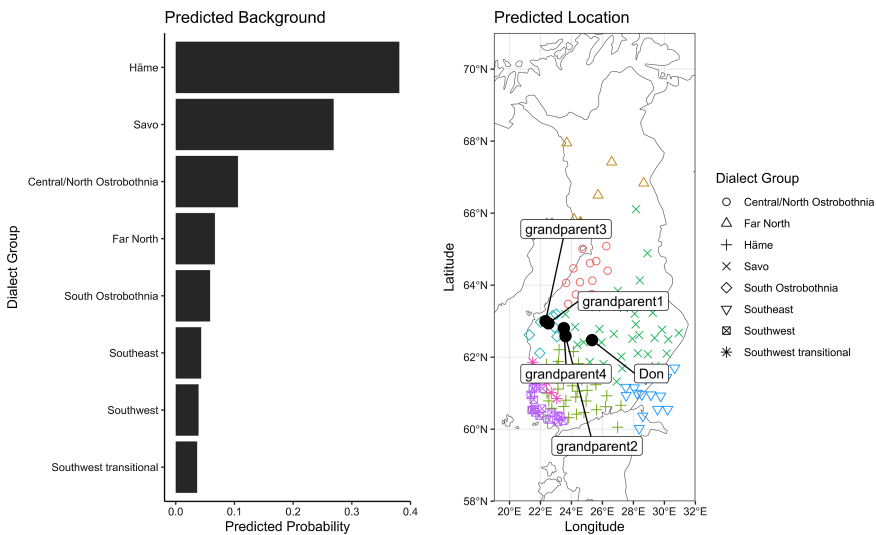 Predicted Background
Dialect Group
Häme
Savo
Central/North Ostrobothnia
Far North
South Ostrobothnia
Southeast
Southwest
Southwest transitional
0.0 0.1 0.2 0.3 0.4
Predicted Probability
Predicted Location
Latitude
70°N
68°N
66°N
64°N
62°N
60°N
58°N
grandparent3
grandparent1
grandparent4
Don
grandparent2
20°E 22°E 24°E 26°E 28°E 30°E 32°E
Longitude
Dialect Group
Central/North Ostrobothnia
Far North
Häme
Savo
South Ostrobothnia
Southeast
Southwest
Southwest transitional